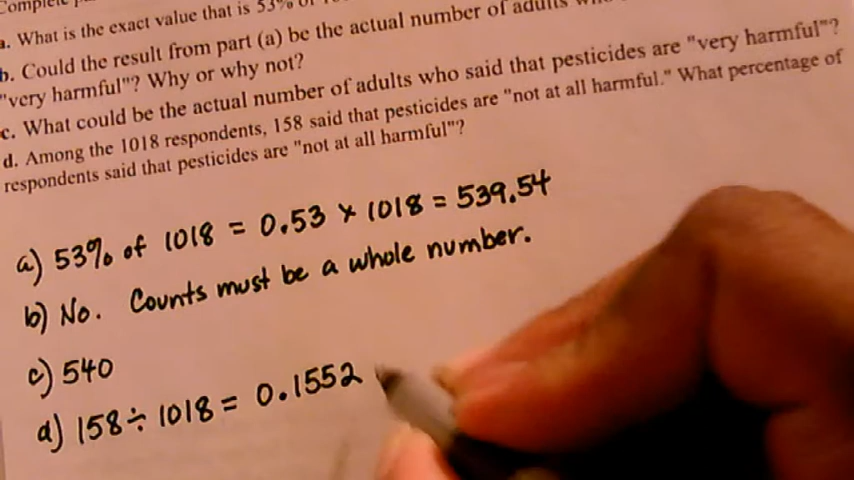 a. What is the exact value that is 53% of
b. Could the result from part (a) be the actual number of adults
"very harmful"? Why or why not?
c. What could be the actual number of adults who said that pesticides are "very harmful"?
d. Among the 1018 respondents, 158 said that pesticides are "not at all harmful." What percentage of
respondents said that pesticides are "not at all harmful"?
a) 53% of 1018 = 0.53 x 1018 = 539.54
b) No. Counts must be a whole number.
c) 540
d) 158 ÷ 1018 = 0.1552